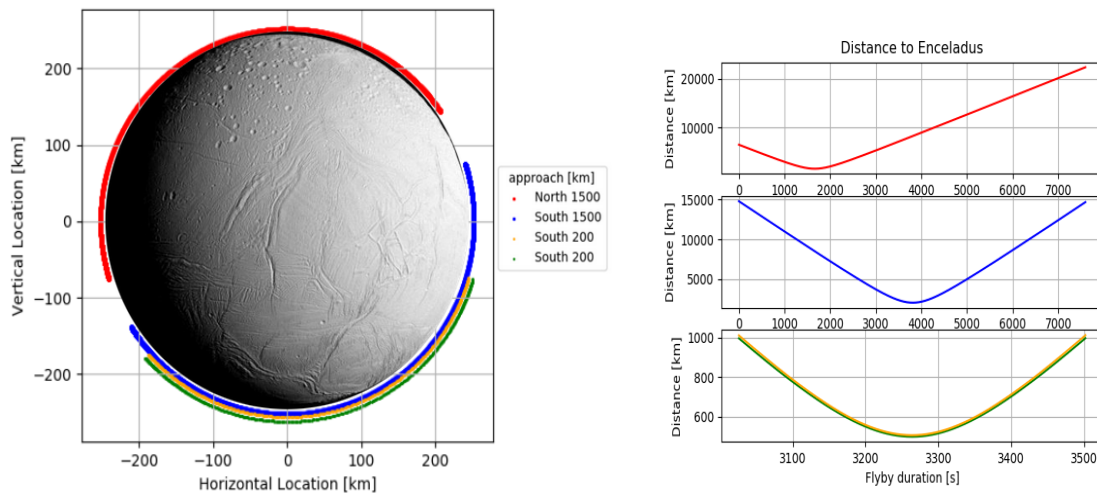 200
100
0
−100
−200
Vertical Location [km]
−200 −100 0 100 200
Horizontal Location [km]
approach [km]
North 1500
South 1500
South 200
South 200
Distance to Enceladus
20000
10000
Distance [km]
0 1000 2000 3000 4000 5000 6000 7000
15000
10000
5000
Distance [km]
0 1000 2000 3000 4000 5000 6000 7000
1000
800
600
Distance [km]
3100 3200 3300 3400 3500
Flyby duration [s]